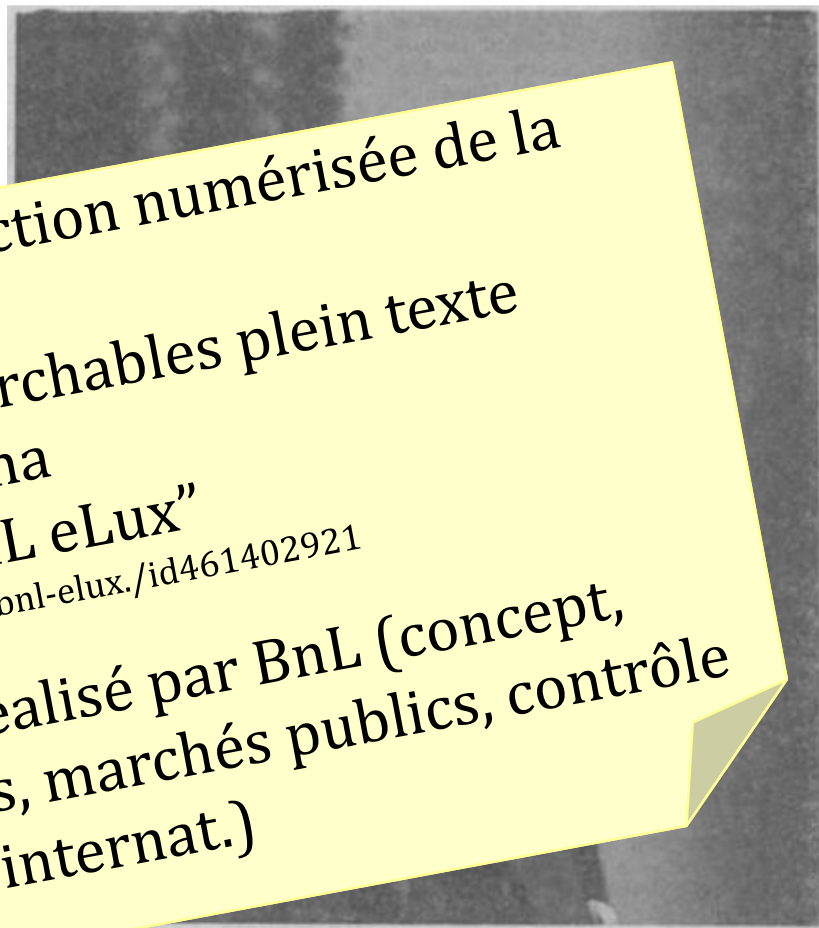 ction numérisée de la
rchables plein texte
na
L eLux”
bnl-elux./id461402921
ealisé par BnL (concept,
s, marchés publics, contrôle
internat.)